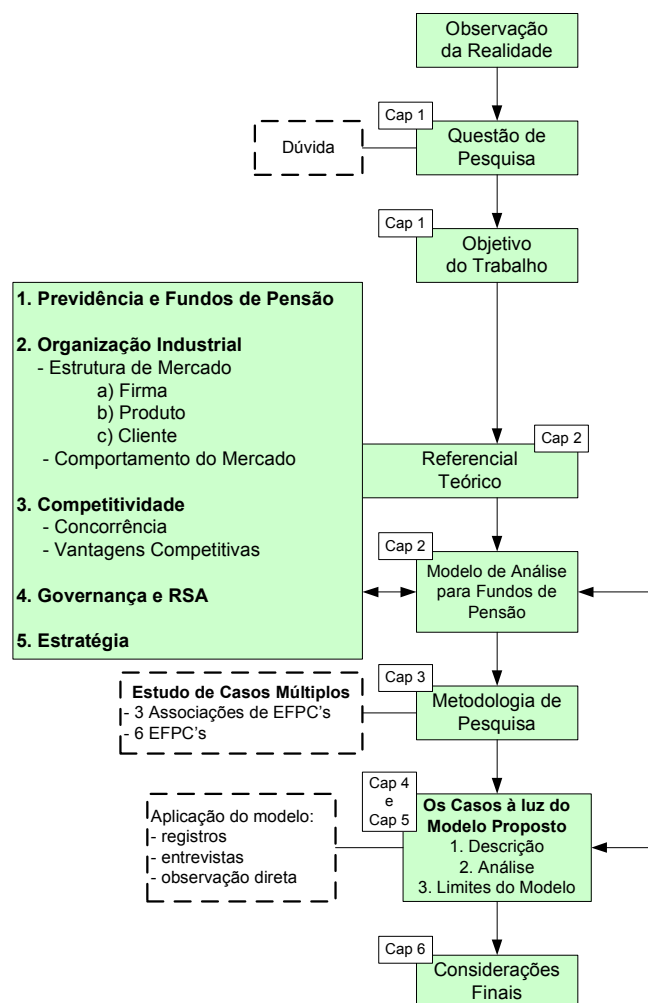 Observação
da Realidade
Cap 1
Dúvida
Questão de
Pesquisa
Cap 1
Objetivo
do Trabalho
1. Previdência e Fundos de Pensão
2. Organização Industrial
- Estrutura de Mercado
a) Firma
b) Produto
c) Cliente
- Comportamento do Mercado
3. Competitividade
- Concorrência
- Vantagens Competitivas
4. Governança e RSA
5. Estratégia
Cap 2
Referencial
Teórico
Cap 2
Modelo de Análise
para Fundos de
Pensão
Cap 3
Estudo de Casos Múltiplos
- 3 Associações de EFPC's
- 6 EFPC's
Metodologia de
Pesquisa
Cap 4
e
Cap 5
Aplicação do modelo:
- registros
- entrevistas
- observação direta
Os Casos à luz do
Modelo Proposto
1. Descrição
2. Análise
3. Limites do Modelo
Cap 6
Considerações
Finais